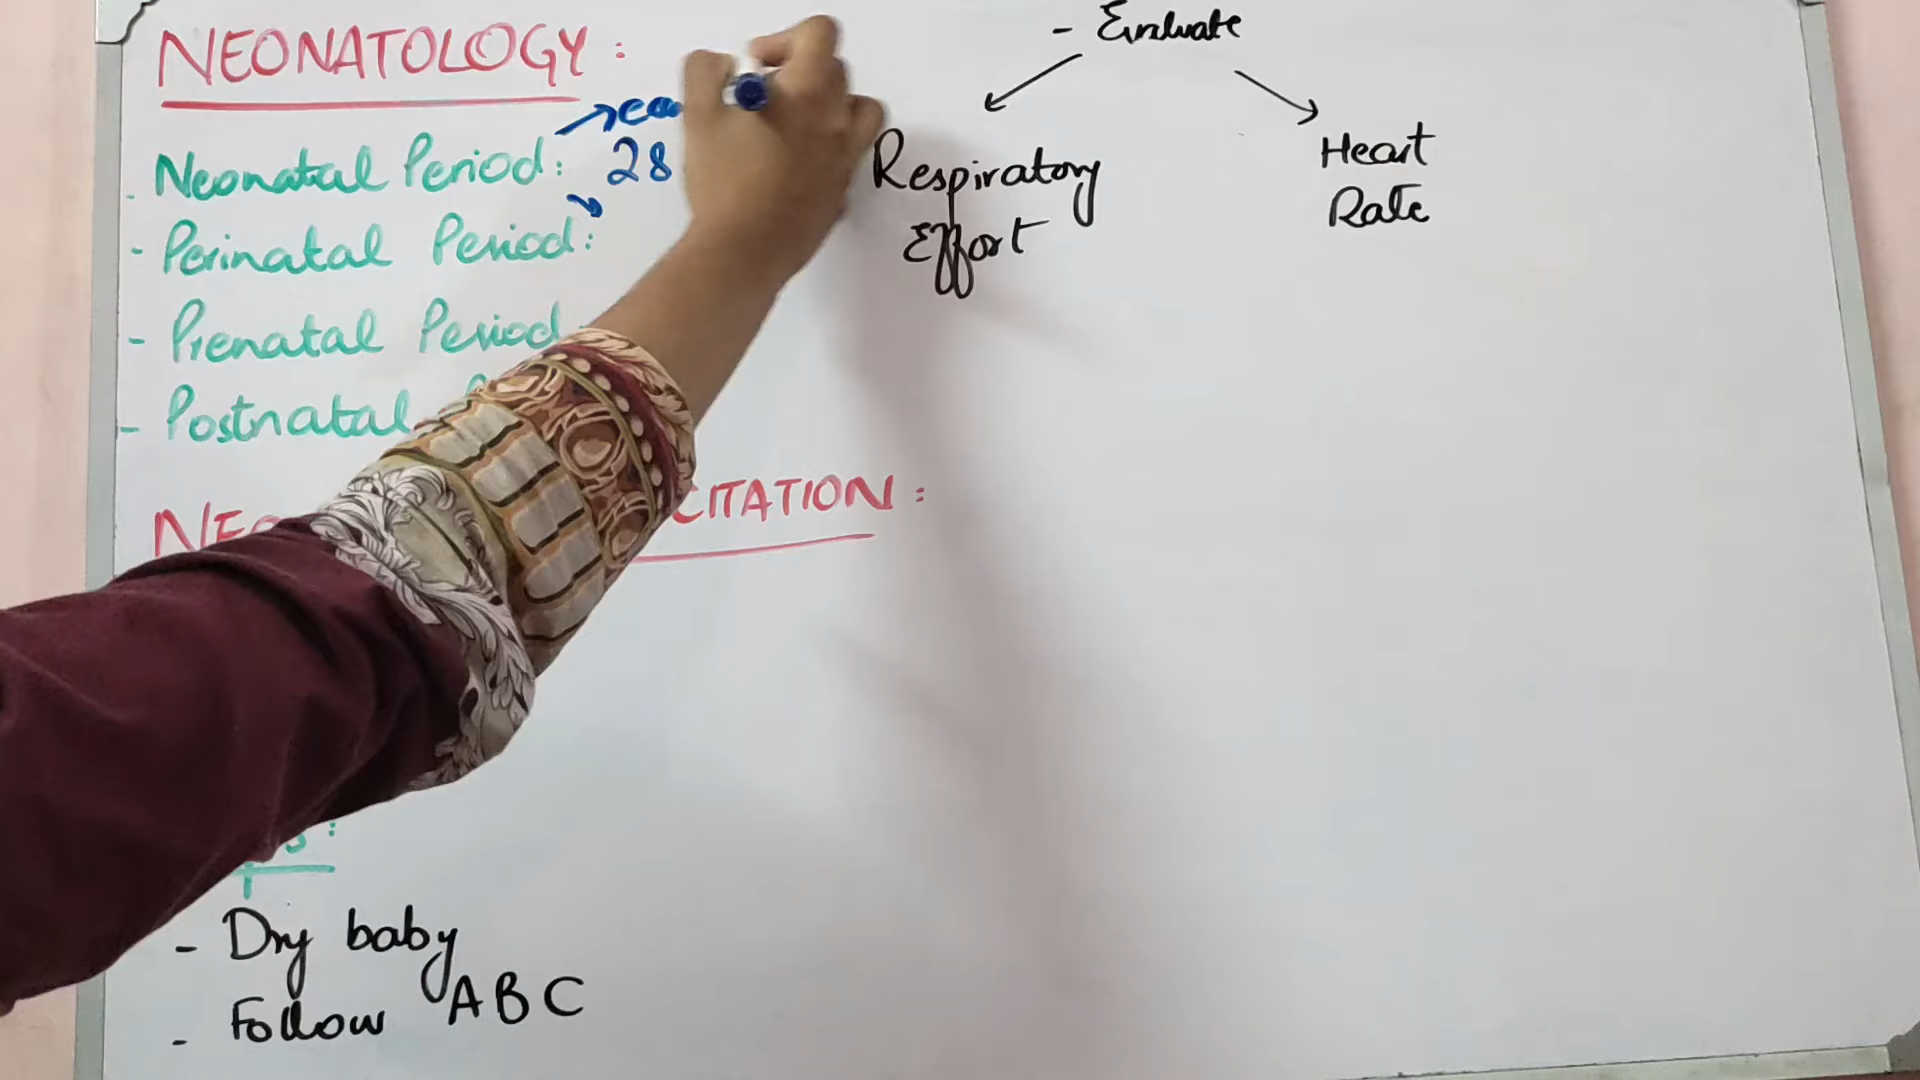 NEONATOLOGY:
- Neonatal Period: 28
- Perinatal Period:
- Prenatal Period
- Postnatal
CITATION:
- Dry baby
- Follow ABC
- Evaluate
Respiratory
Effort
Heart
Rate